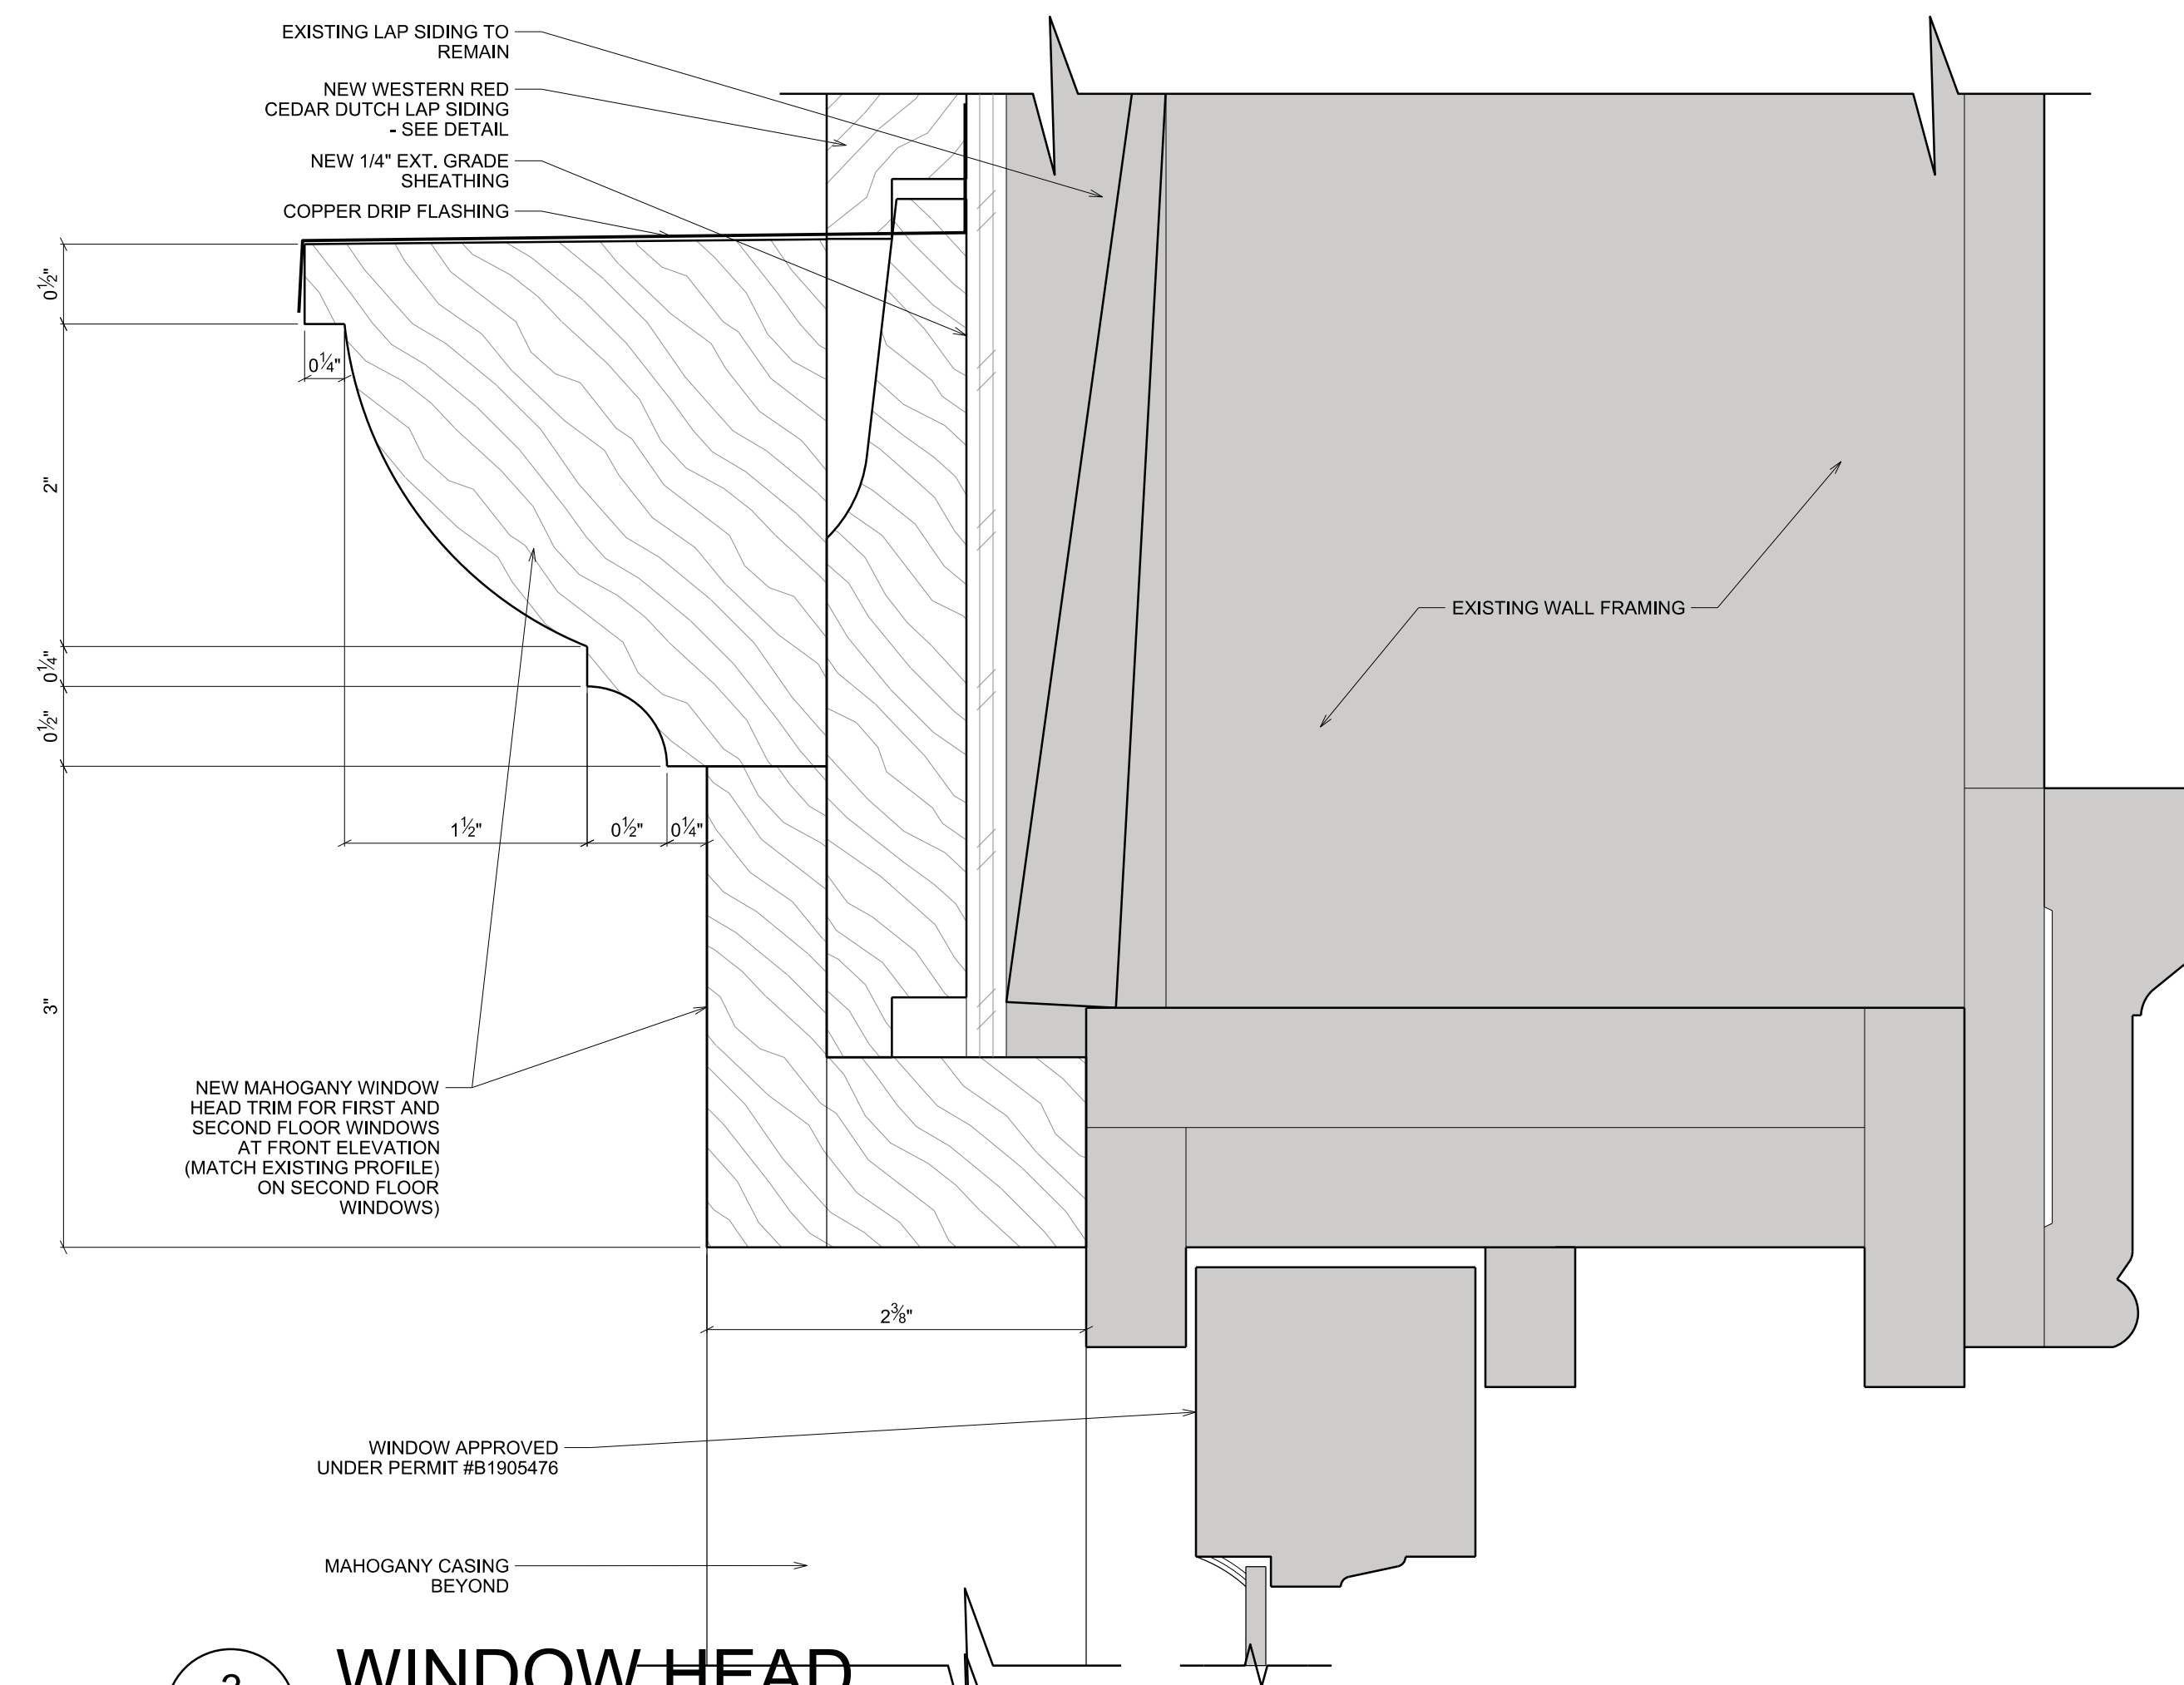 EXISTING LAP SIDING TO
REMAIN
NEW WESTERN RED
CEDAR DUTCH LAP SIDING
- SEE DETAIL
NEW 1/4" EXT. GRADE
SHEATHING
COPPER DRIP FLASHING
0½"
0¼"
2"
EXISTING WALL FRAMING
0¼"
0½"
1½"
0½"
0¼"
3"
NEW MAHOGANY WINDOW
HEAD TRIM FOR FIRST AND
SECOND FLOOR WINDOWS
AT FRONT ELEVATION
(MATCH EXISTING PROFILE)
ON SECOND FLOOR
WINDOWS)
2⅜"
WINDOW APPROVED
UNDER PERMIT #B1905476
MAHOGANY CASING
BEYOND
WINDOW HEAD